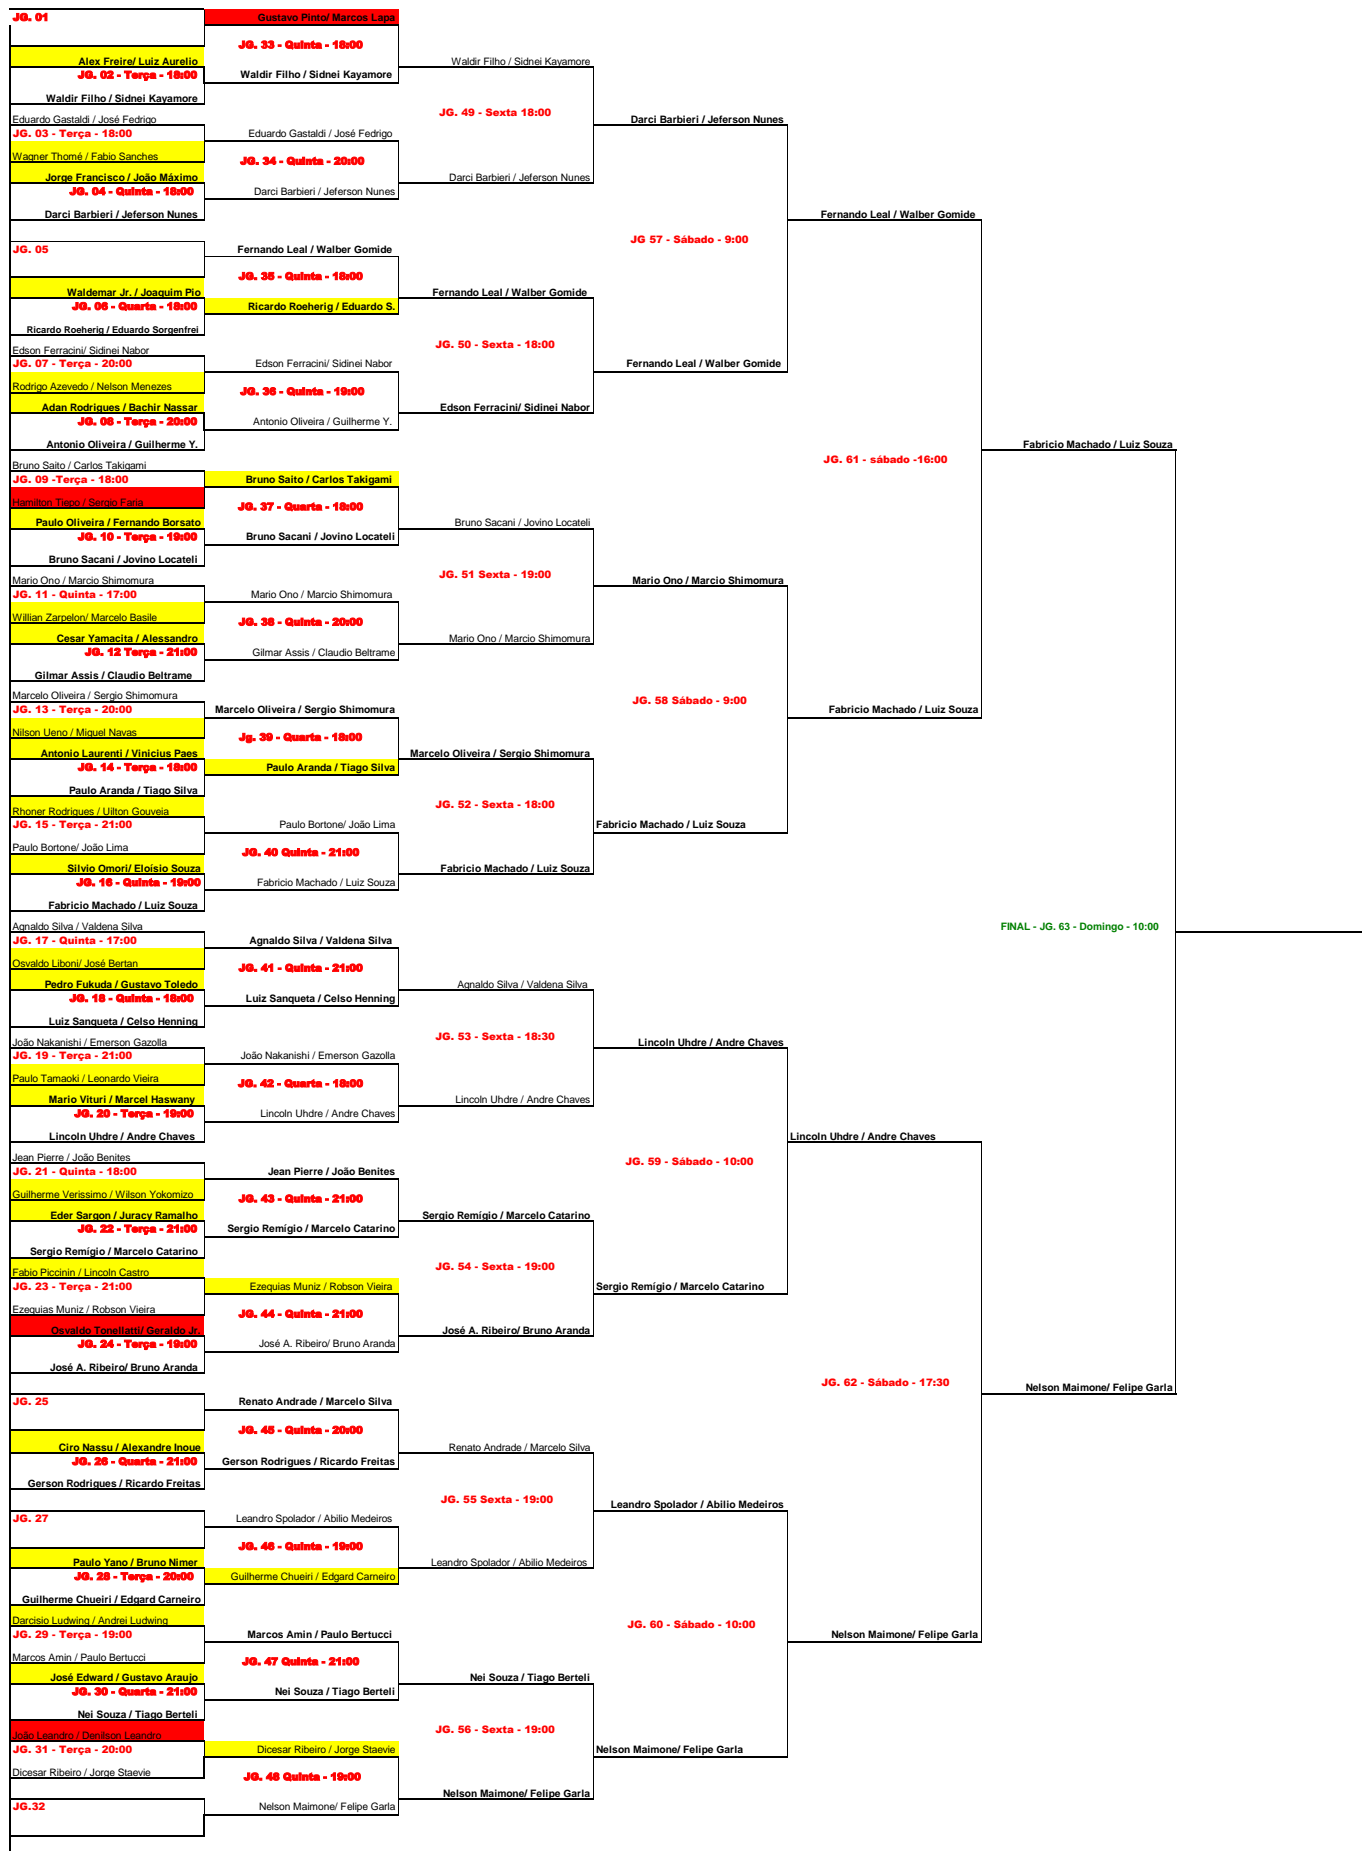 JG. 01
Gustavo Pinto/ Marcos Lapa
JG. 33 - Quinta - 18:00
Alex Freire/ Luiz Aurelio
Waldir Filho / Sidnei Kayamore
JG. 02 - Terça - 18:00
Waldir Filho / Sidnei Kayamore
Waldir Filho / Sidnei Kayamore
JG. 49 - Sexta 18:00
Eduardo Gastaldi / José Fedrigo
Darci Barbieri / Jeferson Nunes
JG. 03 - Terça - 18:00
Eduardo Gastaldi / José Fedrigo
Wagner Thomé / Fabio Sanches
JG. 34 - Quinta - 20:00
Jorge Francisco / João Máximo
Darci Barbieri / Jeferson Nunes
JG. 04 - Quinta - 18:00
Darci Barbieri / Jeferson Nunes
Darci Barbieri / Jeferson Nunes
Fernando Leal / Walber Gomide
JG 57 - Sábado - 9:00
JG. 05
Fernando Leal / Walber Gomide
JG. 35 - Quinta - 18:00
Waldemar Jr. / Joaquim Pio
Fernando Leal / Walber Gomide
JG. 06 - Quarta - 18:00
Ricardo Roeherig / Eduardo S.
Ricardo Roeherig / Eduardo Sorgenfrei
JG. 50 - Sexta - 18:00
Edson Ferracini/ Sidinei Nabor
JG. 07 - Terça - 20:00
Edson Ferracini/ Sidinei Nabor
Fernando Leal / Walber Gomide
Rodrigo Azevedo / Nelson Menezes
JG. 36 - Quinta - 19:00
Adan Rodrigues / Bachir Nassar
Edson Ferracini/ Sidinei Nabor
JG. 08 - Terça - 20:00
Antonio Oliveira / Guilherme Y.
Antonio Oliveira / Guilherme Y.
Fabricio Machado / Luiz Souza
JG. 61 - sábado -16:00
Bruno Saito / Carlos Takigami
JG. 09 -Terça - 18:00
Bruno Saito / Carlos Takigami
Hamilton Tiepo / Sergio Faria
JG. 37 - Quarta - 18:00
Paulo Oliveira / Fernando Borsato
Bruno Sacani / Jovino Locateli
JG. 10 - Terça - 19:00
Bruno Sacani / Jovino Locateli
Bruno Sacani / Jovino Locateli
JG. 51 Sexta - 19:00
Mario Ono / Marcio Shimomura
Mario Ono / Marcio Shimomura
JG. 11 - Quinta - 17:00
Mario Ono / Marcio Shimomura
Willian Zarpelon/ Marcelo Basile
JG. 38 - Quinta - 20:00
Cesar Yamacita / Alessandro
Mario Ono / Marcio Shimomura
JG. 12 Terça - 21:00
Gilmar Assis / Claudio Beltrame
Gilmar Assis / Claudio Beltrame
Marcelo Oliveira / Sergio Shimomura
JG. 58 Sábado - 9:00
JG. 13 - Terça - 20:00
Marcelo Oliveira / Sergio Shimomura
Fabricio Machado / Luiz Souza
Nilson Ueno / Miguel Navas
Jg. 39 - Quarta - 18:00
Antonio Laurenti / Vinicius Paes
Marcelo Oliveira / Sergio Shimomura
JG. 14 - Terça - 18:00
Paulo Aranda / Tiago Silva
Paulo Aranda / Tiago Silva
JG. 52 - Sexta - 18:00
Rhoner Rodrigues / Uilton Gouveia
JG. 15 - Terça - 21:00
Paulo Bortone/ João Lima
Fabricio Machado / Luiz Souza
Paulo Bortone/ João Lima
JG. 40 Quinta - 21:00
Silvio Omori/ Eloísio Souza
Fabricio Machado / Luiz Souza
JG. 16 - Quinta - 19:00
Fabricio Machado / Luiz Souza
Fabricio Machado / Luiz Souza
Agnaldo Silva / Valdena Silva
FINAL - JG. 63 - Domingo - 10:00
JG. 17 - Quinta - 17:00
Agnaldo Silva / Valdena Silva
Osvaldo Liboni/ José Bertan
JG. 41 - Quinta - 21:00
Pedro Fukuda / Gustavo Toledo
Agnaldo Silva / Valdena Silva
JG. 18 - Quinta - 18:00
Luiz Sanqueta / Celso Henning
Luiz Sanqueta / Celso Henning
JG. 53 - Sexta - 18:30
João Nakanishi / Emerson Gazolla
Lincoln Uhdre / Andre Chaves
JG. 19 - Terça - 21:00
João Nakanishi / Emerson Gazolla
Paulo Tamaoki / Leonardo Vieira
JG. 42 - Quarta - 18:00
Mario Vituri / Marcel Haswany
Lincoln Uhdre / Andre Chaves
JG. 20 - Terça - 19:00
Lincoln Uhdre / Andre Chaves
Lincoln Uhdre / Andre Chaves
Lincoln Uhdre / Andre Chaves
Jean Pierre / João Benites
JG. 59 - Sábado - 10:00
JG. 21 - Quinta - 18:00
Jean Pierre / João Benites
Guilherme Verissimo / Wilson Yokomizo
JG. 43 - Quinta - 21:00
Eder Sargon / Juracy Ramalho
Sergio Remígio / Marcelo Catarino
JG. 22 - Terça - 21:00
Sergio Remígio / Marcelo Catarino
Sergio Remígio / Marcelo Catarino
JG. 54 - Sexta - 19:00
Fabio Piccinin / Lincoln Castro
JG. 23 - Terça - 21:00
Ezequias Muniz / Robson Vieira
Sergio Remígio / Marcelo Catarino
Ezequias Muniz / Robson Vieira
JG. 44 - Quinta - 21:00
Osvaldo Tonellatti/ Geraldo Jr.
José A. Ribeiro/ Bruno Aranda
JG. 24 - Terça - 19:00
José A. Ribeiro/ Bruno Aranda
José A. Ribeiro/ Bruno Aranda
JG. 62 - Sábado - 17:30
Nelson Maimone/ Felipe Garla
JG. 25
Renato Andrade / Marcelo Silva
JG. 45 - Quinta - 20:00
Ciro Nassu / Alexandre Inoue
Renato Andrade / Marcelo Silva
JG. 26 - Quarta - 21:00
Gerson Rodrigues / Ricardo Freitas
Gerson Rodrigues / Ricardo Freitas
JG. 55 Sexta - 19:00
Leandro Spolador / Abilio Medeiros
JG. 27
Leandro Spolador / Abilio Medeiros
JG. 46 - Quinta - 19:00
Paulo Yano / Bruno Nimer
Leandro Spolador / Abilio Medeiros
JG. 28 - Terça - 20:00
Guilherme Chueiri / Edgard Carneiro
Guilherme Chueiri / Edgard Carneiro
Darcisio Ludwing / Andrei Ludwing
JG. 60 - Sábado - 10:00
JG. 29 - Terça - 19:00
Marcos Amin / Paulo Bertucci
Nelson Maimone/ Felipe Garla
Marcos Amin / Paulo Bertucci
JG. 47 Quinta - 21:00
José Edward / Gustavo Araujo
Nei Souza / Tiago Berteli
JG. 30 - Quarta - 21:00
Nei Souza / Tiago Berteli
Nei Souza / Tiago Berteli
JG. 56 - Sexta - 19:00
João Leandro / Denilson Leandro
JG. 31 - Terça - 20:00
Dicesar Ribeiro / Jorge Staevie
Nelson Maimone/ Felipe Garla
Dicesar Ribeiro / Jorge Staevie
JG. 48 Quinta - 19:00
Nelson Maimone/ Felipe Garla
JG.32
Nelson Maimone/ Felipe Garla